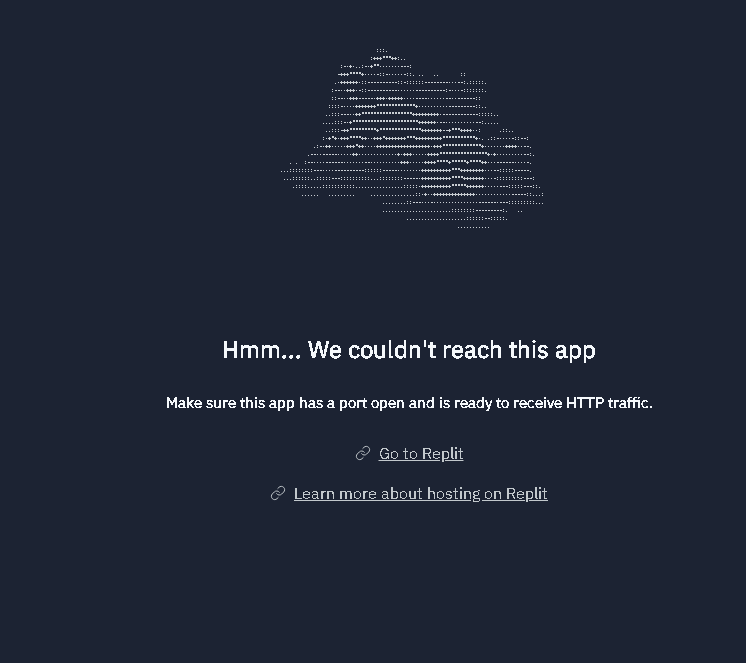 Hmm... We couldn't reach this app
Make sure this app has a port open and is ready to receive HTTP traffic.
Go to Replit
Learn more about hosting on Replit